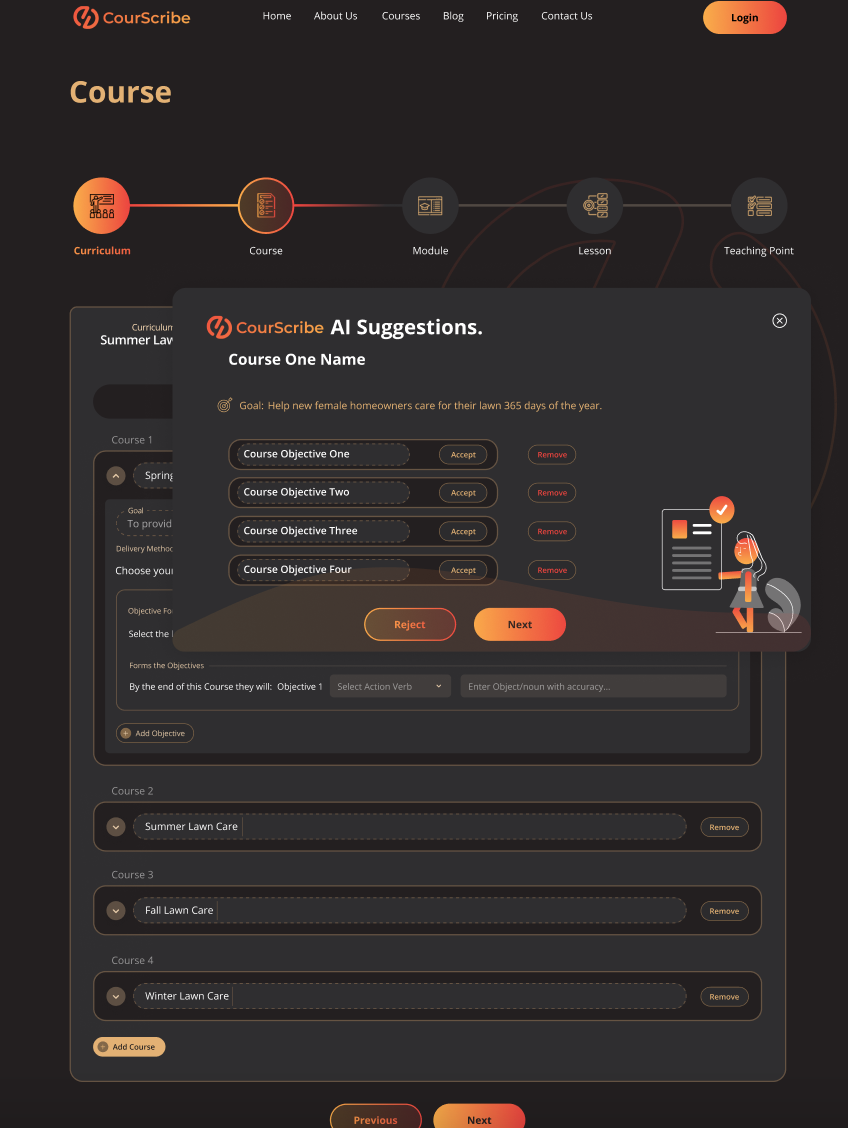 CourScribe
Home About Us Courses Blog Pricing Contact Us
Login
Course
Curriculum Course Module Lesson Teaching Point
Curriculum
Summer Law
CourScribe AI Suggestions.
Course One Name
Goal: Help new female homeowners care for their lawn 365 days of the year.
Course Objective One Accept Remove
Course Objective Two Accept Remove
Course Objective Three Accept Remove
Course Objective Four Accept Remove
Reject Next
Course 1
Spring
Goal
To provid
Delivery Method
Choose your
Objective Fo
Select the
Forms the Objectives
By the end of this Course they will: Objective 1 Select Action Verb Enter Object/noun with accuracy...
Add Objective
Course 2
Summer Lawn Care Remove
Course 3
Fall Lawn Care Remove
Course 4
Winter Lawn Care Remove
Add Course
Previous Next